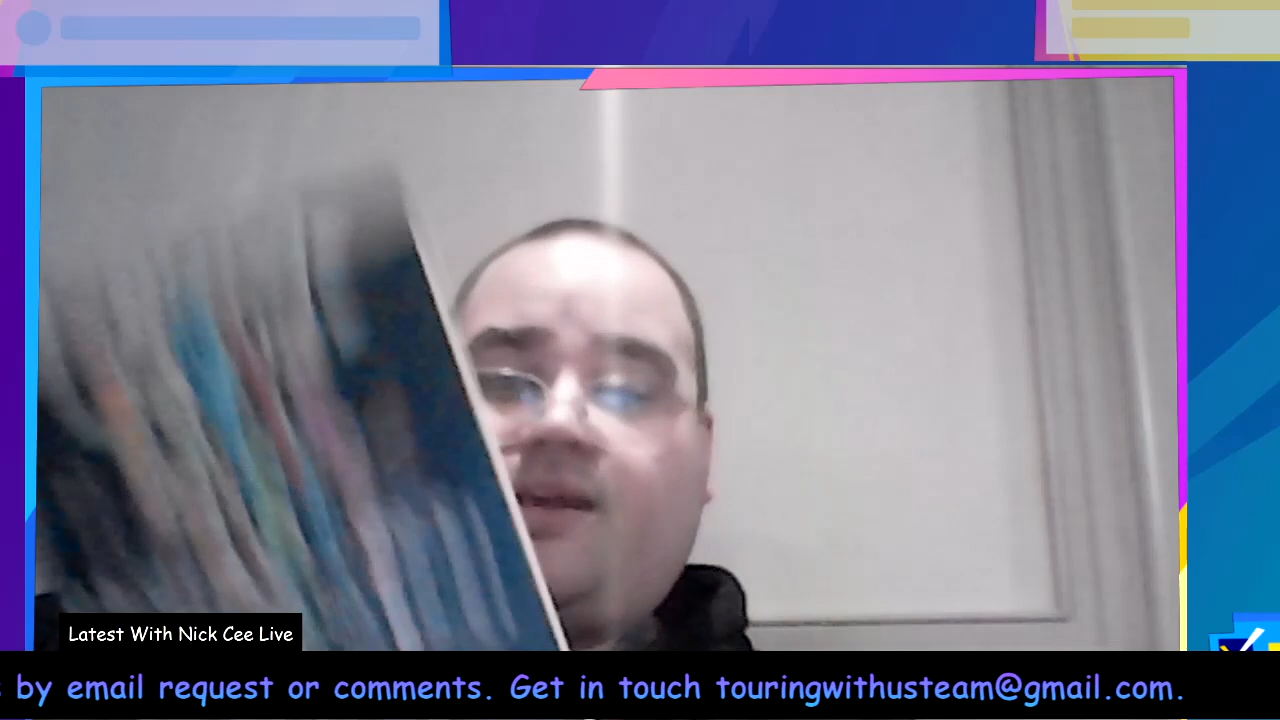 Latest With Nick Cee Live
by email request or comments. Get in touch touringwithusteam@gmail.com.